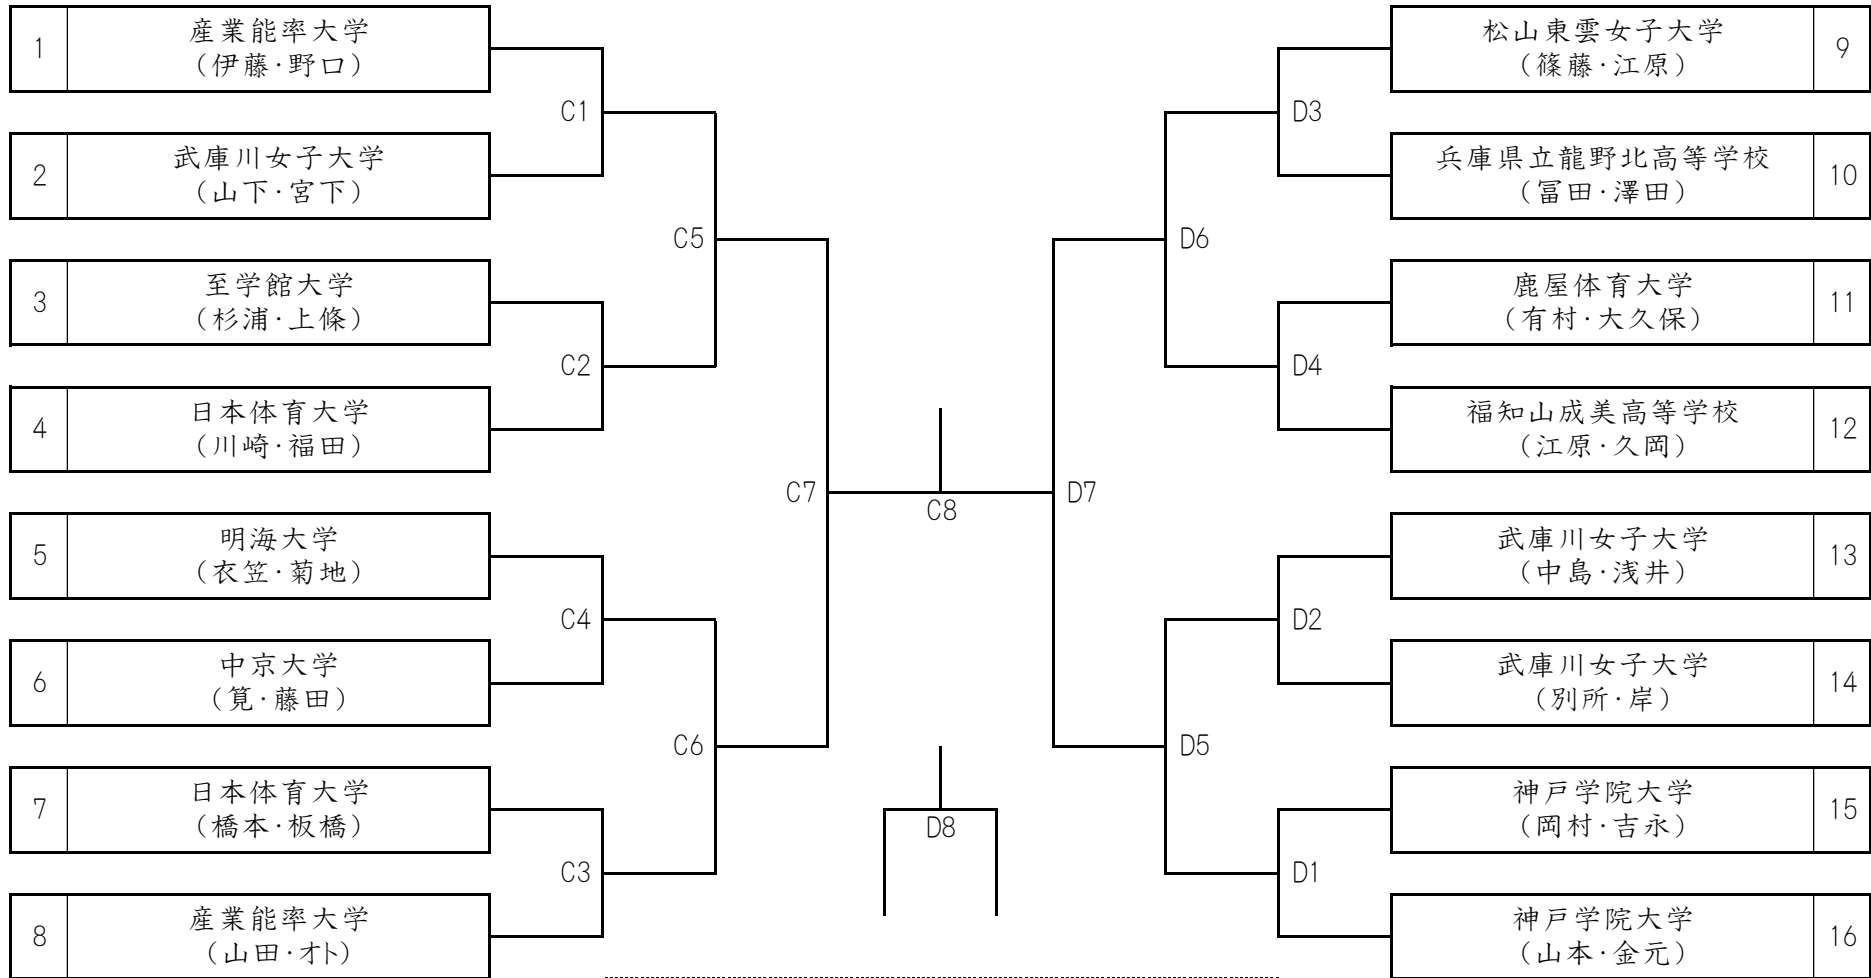 1
産業能率大学
(伊藤・野口)
2
武庫川女子大学
(山下・宮下)
3
至学館大学
(杉浦・上條)
4
日本体育大学
(川崎・福田)
5
明海大学
(衣笠・菊地)
6
中京大学
(筧・藤田)
7
日本体育大学
(橋本・板橋)
8
産業能率大学
(山田・オト)
C1
C2
C4
C3
C5
C6
C7
C8
D8
D7
D6
D5
D3
D4
D2
D1
松山東雲女子大学
(篠藤・江原)
9
兵庫県立龍野北高等学校
(冨田・澤田)
10
鹿屋体育大学
(有村・大久保)
11
福知山成美高等学校
(江原・久岡)
12
武庫川女子大学
(中島・浅井)
13
武庫川女子大学
(別所・岸)
14
神戸学院大学
(岡村・吉永)
15
神戸学院大学
(山本・金元)
16